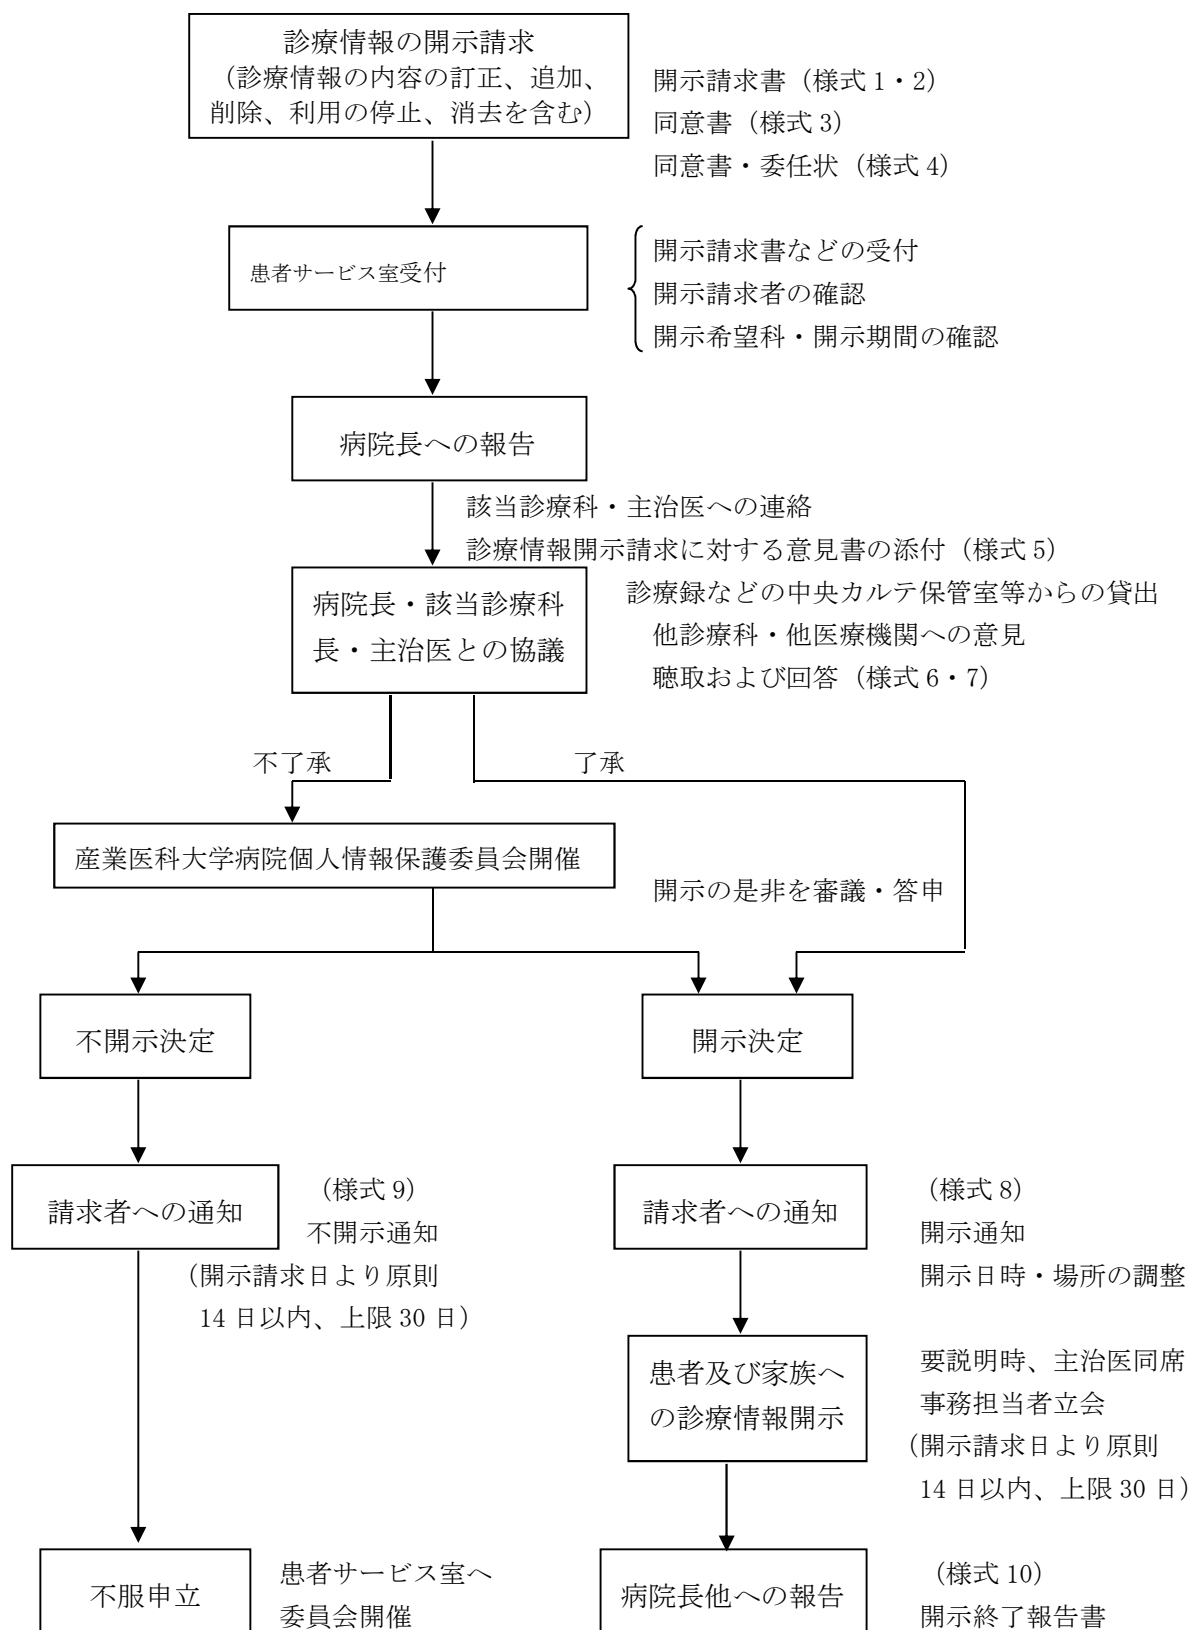 診療情報の開示請求
（診療情報の内容の訂正、追加、
削除、利用の停止、消去を含む）
開示請求書（様式 1・2）
同意書（様式 3）
同意書・委任状（様式 4）
患者サービス室受付
開示請求書などの受付
開示請求者の確認
開示希望科・開示期間の確認
病院長への報告
該当診療科・主治医への連絡
診療情報開示請求に対する意見書の添付（様式 5）
病院長・該当診療科
長・主治医との協議
診療録などの中央カルテ保管室等からの貸出
他診療科・他医療機関への意見
聴取および回答（様式 6・7）
不了承
了承
産業医科大学病院個人情報保護委員会開催
開示の是非を審議・答申
不開示決定
開示決定
請求者への通知
（様式 9）
不開示通知
（開示請求日より原則
14 日以内、上限 30 日）
請求者への通知
（様式 8）
開示通知
開示日時・場所の調整
患者及び家族へ
の診療情報開示
要説明時、主治医同席
事務担当者立会
（開示請求日より原則
14 日以内、上限 30 日）
不服申立
患者サービス室へ
委員会開催
病院長他への報告
（様式 10）
開示終了報告書